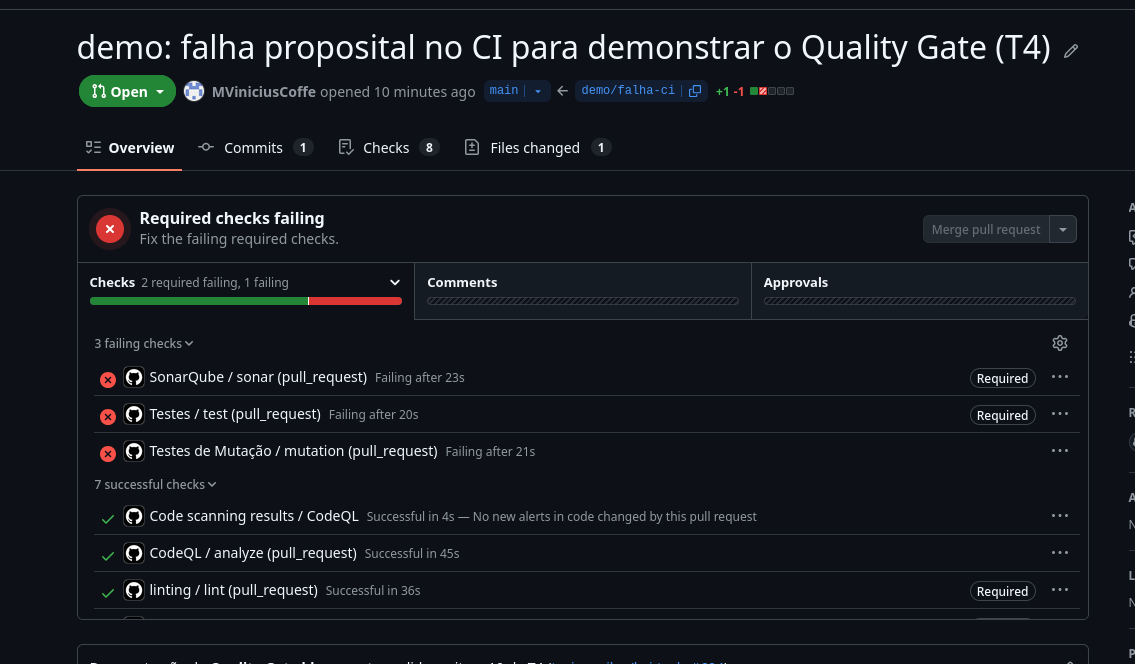 demo: falha proposital no CI para demonstrar o Quality Gate (T4)
Open MViniciusCoffe opened 10 minutes ago main demo/falha-ci +1 -1
Overview Commits 1 Checks 8 Files changed 1
Required checks failing
Fix the failing required checks.
Merge pull request
Checks 2 required failing, 1 failing
Comments
Approvals
3 failing checks
SonarQube / sonar (pull_request) Failing after 23s Required
Testes / test (pull_request) Failing after 20s Required
Testes de Mutação / mutation (pull_request) Failing after 21s
7 successful checks
Code scanning results / CodeQL Successful in 4s — No new alerts in code changed by this pull request
CodeQL / analyze (pull_request) Successful in 45s
linting / lint (pull_request) Successful in 36s Required